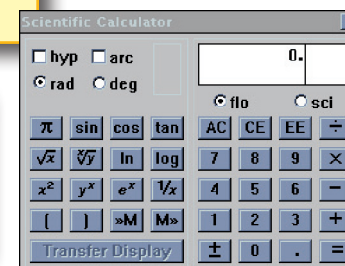 Scientific Calculator
hyp arc 0.
rad deg
flo sci
π sin cos tan AC CE EE ÷
√x ˣ√y ln log 7 8 9 ×
x² yˣ eˣ 1/x 4 5 6 −
( ) »M M» 1 2 3 +
Transfer Display ± 0 . =